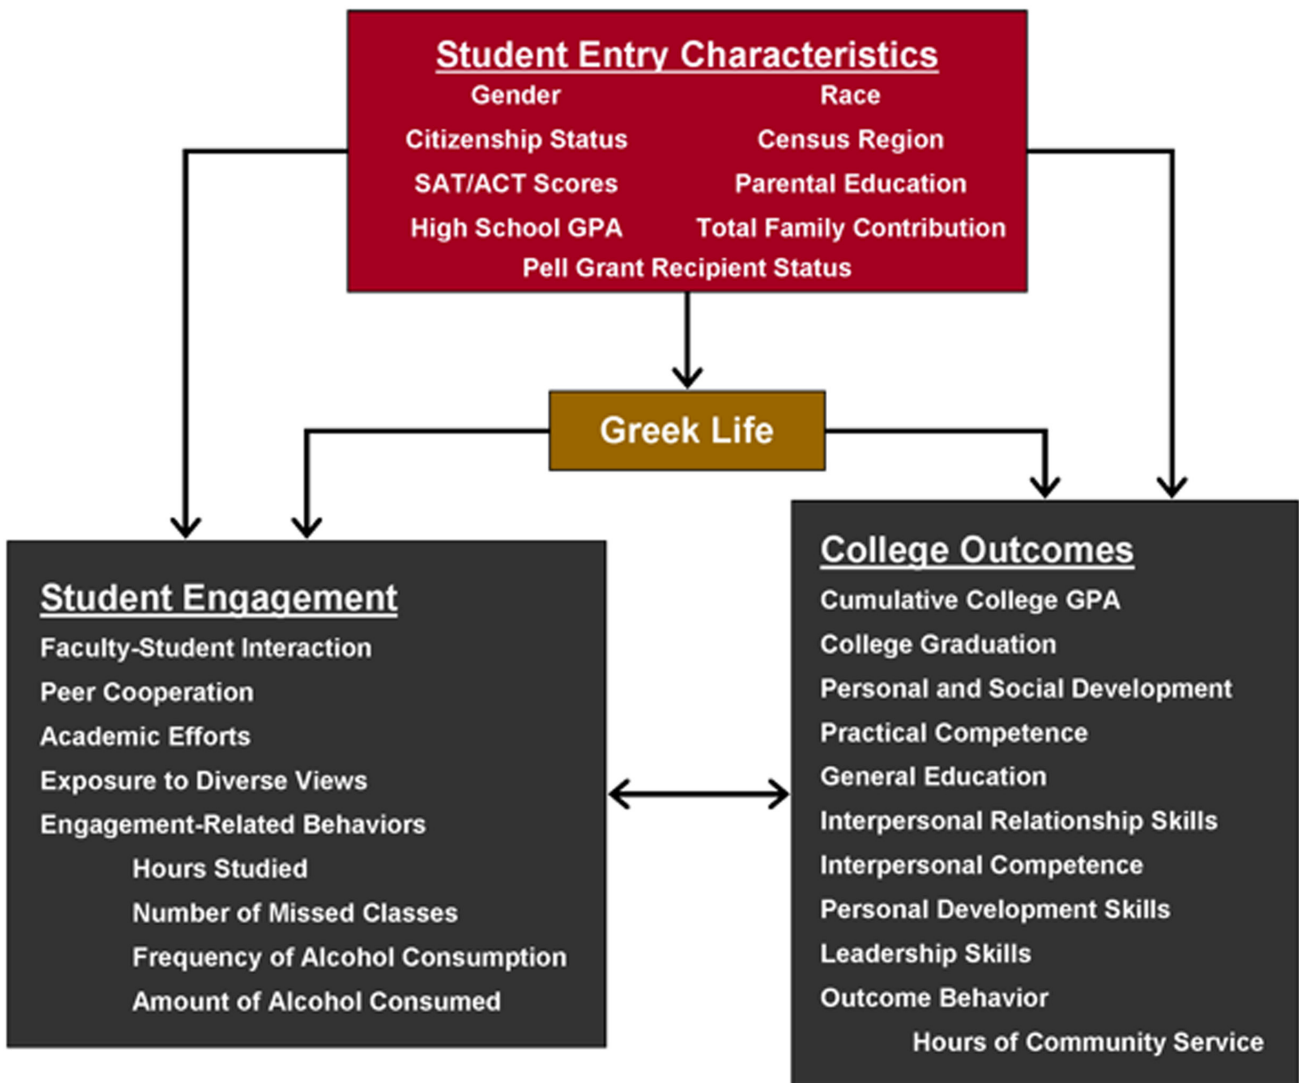 Student Entry Characteristics
Gender Race
Citizenship Status Census Region
SAT/ACT Scores Parental Education
High School GPA Total Family Contribution
Pell Grant Recipient Status
Greek Life
Student Engagement
Faculty-Student Interaction
Peer Cooperation
Academic Efforts
Exposure to Diverse Views
Engagement-Related Behaviors
Hours Studied
Number of Missed Classes
Frequency of Alcohol Consumption
Amount of Alcohol Consumed
College Outcomes
Cumulative College GPA
College Graduation
Personal and Social Development
Practical Competence
General Education
Interpersonal Relationship Skills
Interpersonal Competence
Personal Development Skills
Leadership Skills
Outcome Behavior
Hours of Community Service